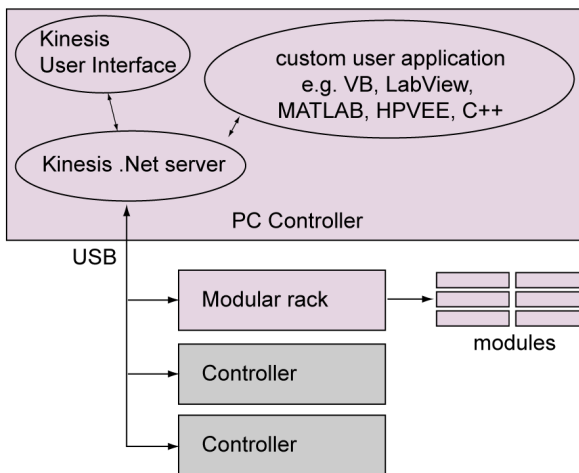 Kinesis
User Interface
custom user application
e.g. VB, LabView,
MATLAB, HPVEE, C++
Kinesis .Net server
PC Controller
USB
Modular rack
modules
Controller
Controller